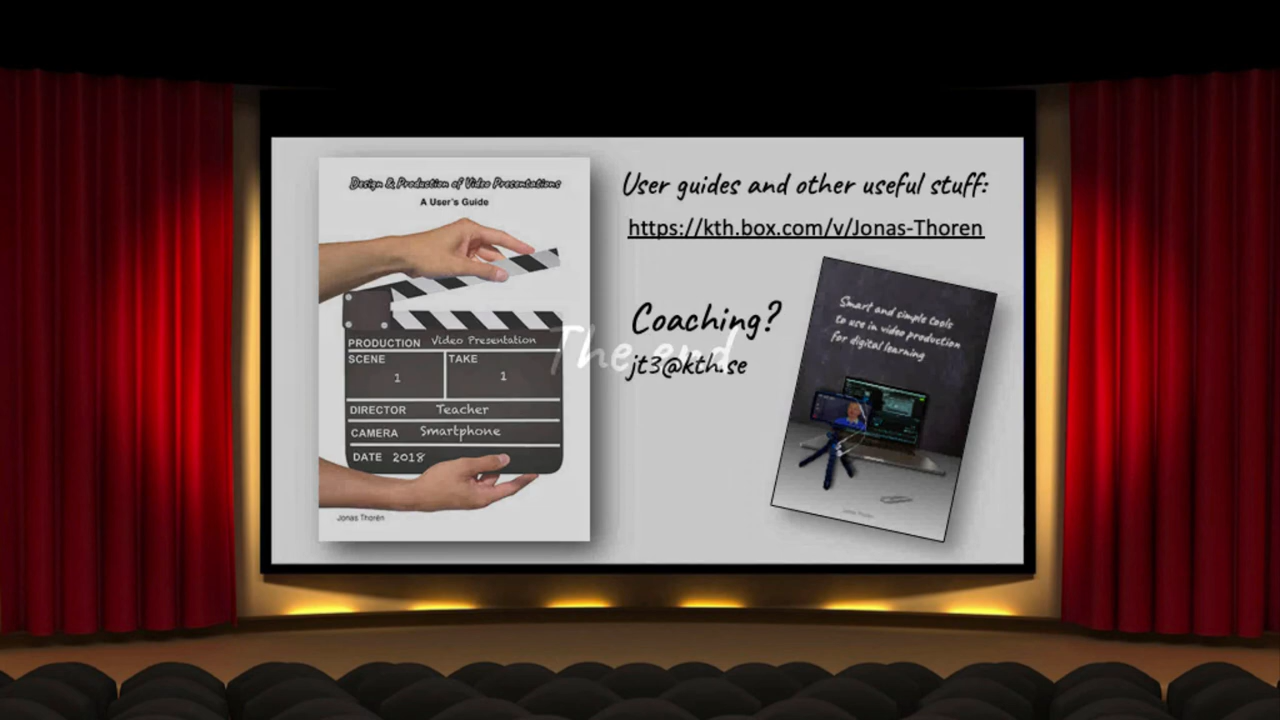 Design & Production of Video Presentations
A User's Guide
PRODUCTION Video Presentation
SCENE
1
TAKE
1
DIRECTOR Teacher
CAMERA Smartphone
DATE 2018
Jonas Thorén
User guides and other useful stuff:
https://kth.box.com/v/Jonas-Thoren
Coaching?
The end
jt3@kth.se
Smart and simple tools
to use in video production
for digital learning